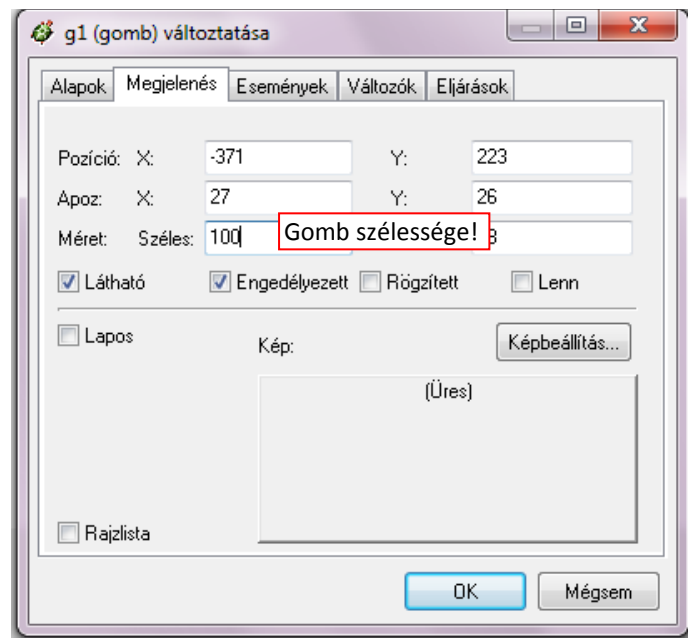 g1 (gomb) változtatása
Alapok Megjelenés Események Változók Eljárások
Pozíció: X: -371 Y: 223
Apoz: X: 27 Y: 26
Méret: Széles: 100 Gomb szélessége!
Látható Engedélyezett Rögzített Lenn
Lapos Kép: Képbeállítás...
(Üres)
Rajzlista
OK Mégsem